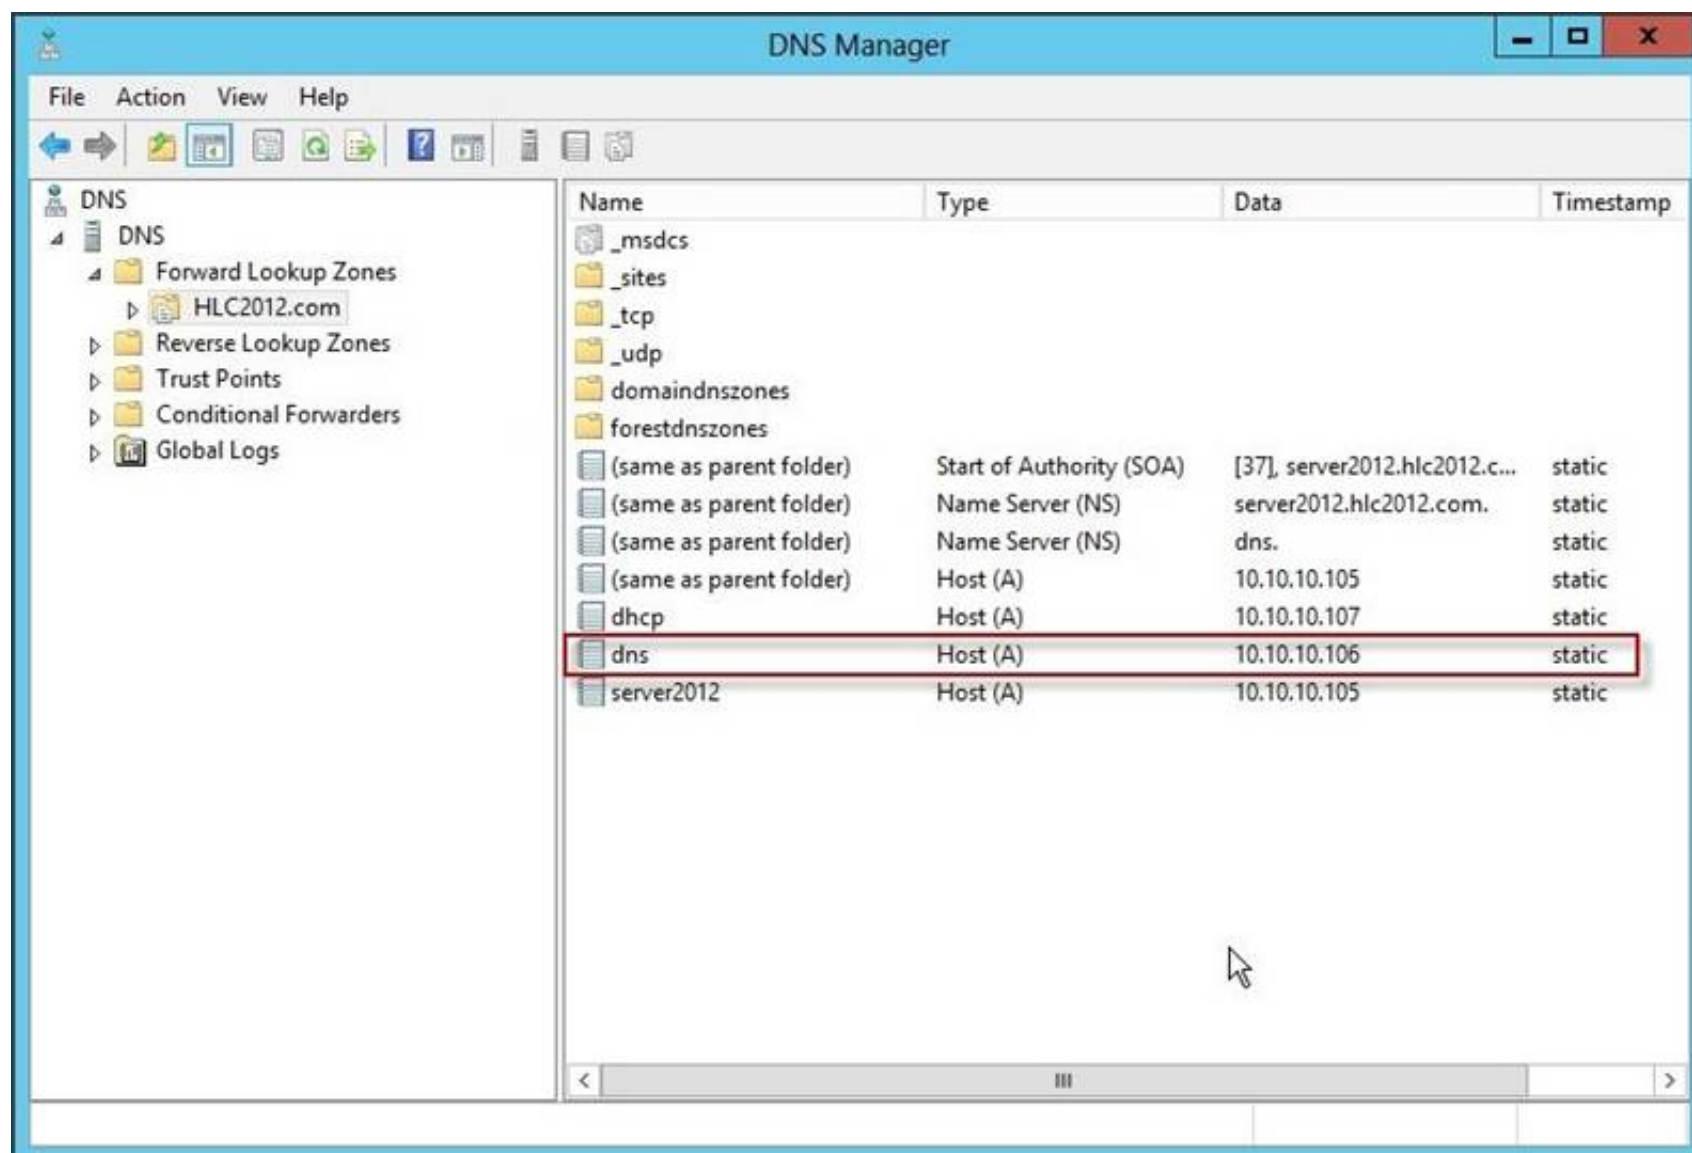 DNS Manager
File Action View Help
DNS
DNS
Forward Lookup Zones
HLC2012.com
Reverse Lookup Zones
Trust Points
Conditional Forwarders
Global Logs
Name Type Data Timestamp
_msdcs
_sites
_tcp
_udp
domaindnszones
forestdnszones
(same as parent folder) Start of Authority (SOA) [37], server2012.hlc2012.c... static
(same as parent folder) Name Server (NS) server2012.hlc2012.com. static
(same as parent folder) Name Server (NS) dns. static
(same as parent folder) Host (A) 10.10.10.105 static
dhcp Host (A) 10.10.10.107 static
dns Host (A) 10.10.10.106 static
server2012 Host (A) 10.10.10.105 static